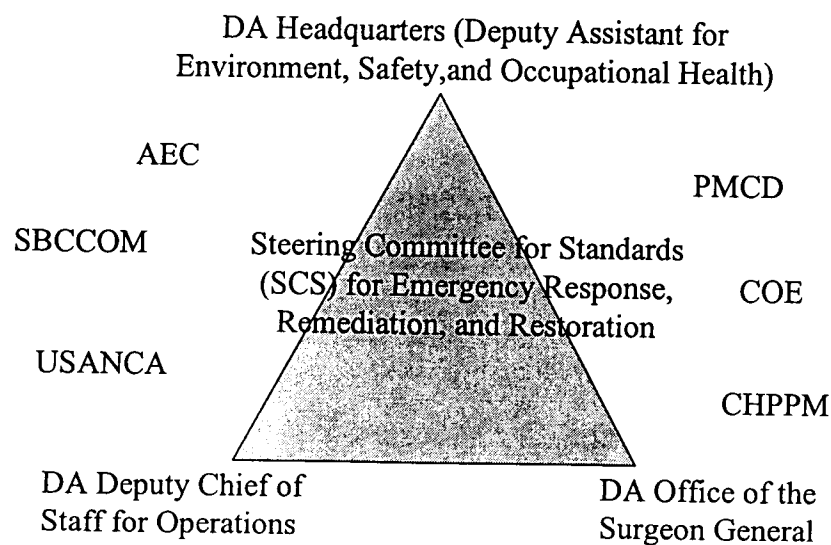 DA Headquarters (Deputy Assistant for
Environment, Safety,and Occupational Health)
AEC
PMCD
SBCCOM
Steering Committee for Standards
(SCS) for Emergency Response,
Remediation, and Restoration
COE
USANCA
CHPPM
DA Deputy Chief of
Staff for Operations
DA Office of the
Surgeon General